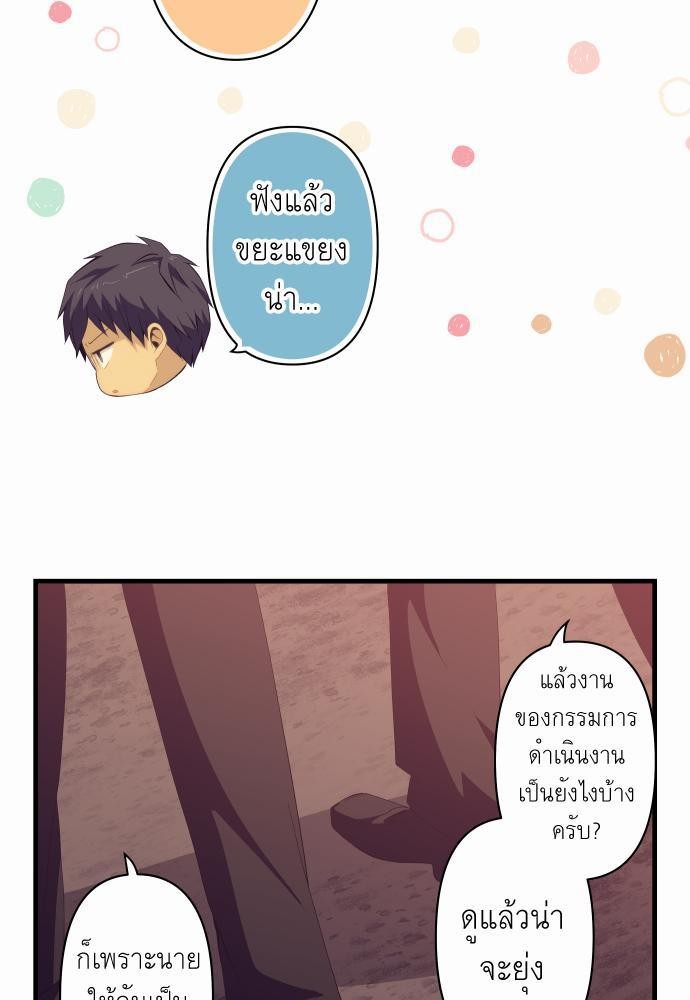 ฟังแล้ว
ขยะแขยง
น่า...
แล้วงาน
ของกรรมการ
ดำเนินงาน
เป็นยังไงบ้าง
ครับ?
ดูแล้วน่า
จะยุ่ง
ก็เพราะนาย